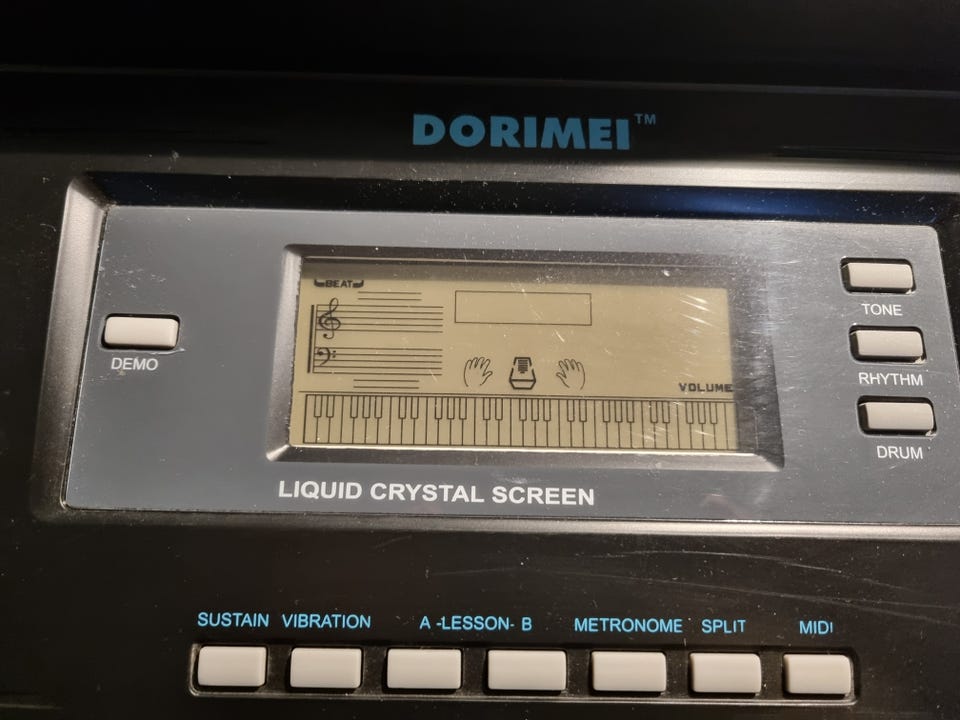 DORIMEI™
BEAT
TONE
DEMO
RHYTHM
VOLUME
DRUM
LIQUID CRYSTAL SCREEN
SUSTAIN VIBRATION A -LESSON- B METRONOME SPLIT MIDI